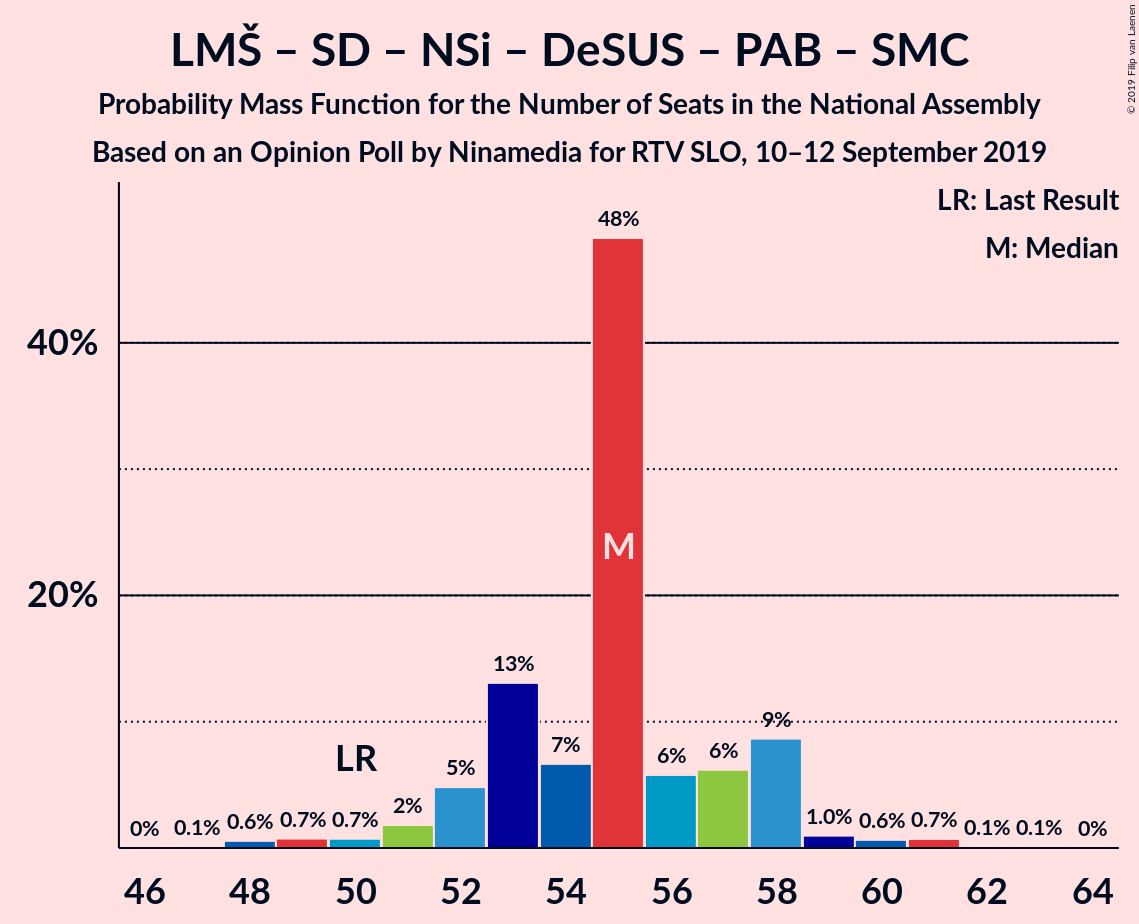 LMŠ – SD – NSi – DeSUS – PAB – SMC
Probability Mass Function for the Number of Seats in the National Assembly
Based on an Opinion Poll by Ninamedia for RTV SLO, 10–12 September 2019
© 2019 Filip van Laenen
LR: Last Result
M: Median
40%
20%
0%
0.1%
0.6%
0.7%
0.7%
LR
2%
5%
13%
7%
48%
M
6%
6%
9%
1.0%
0.6%
0.7%
0.1%
0.1%
0%
46 48 50 52 54 56 58 60 62 64